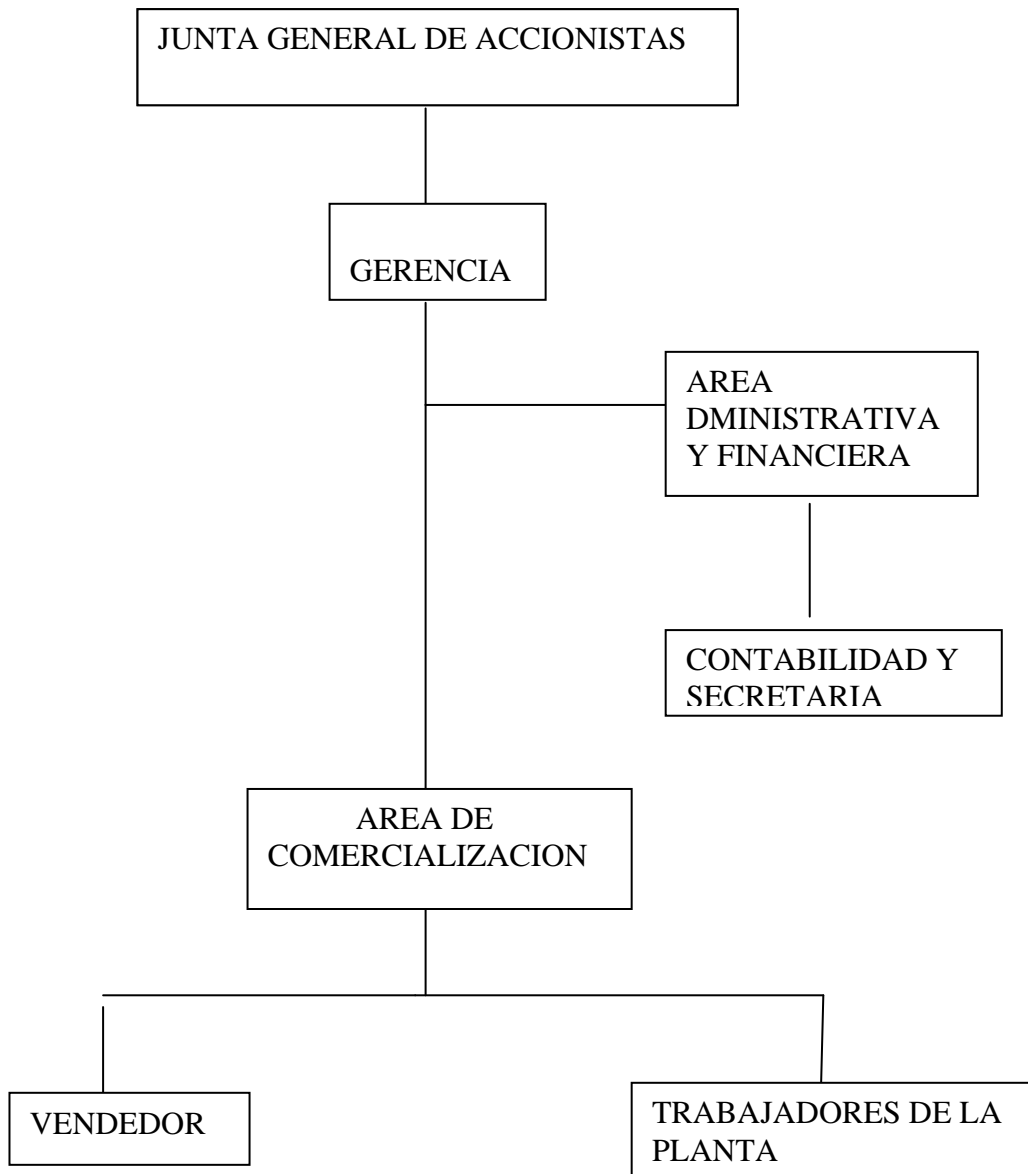 JUNTA GENERAL DE ACCIONISTAS
GERENCIA
AREA
DMINISTRATIVA
Y FINANCIERA
CONTABILIDAD Y
SECRETARIA
AREA DE
COMERCIALIZACION
VENDEDOR
TRABAJADORES DE LA
PLANTA